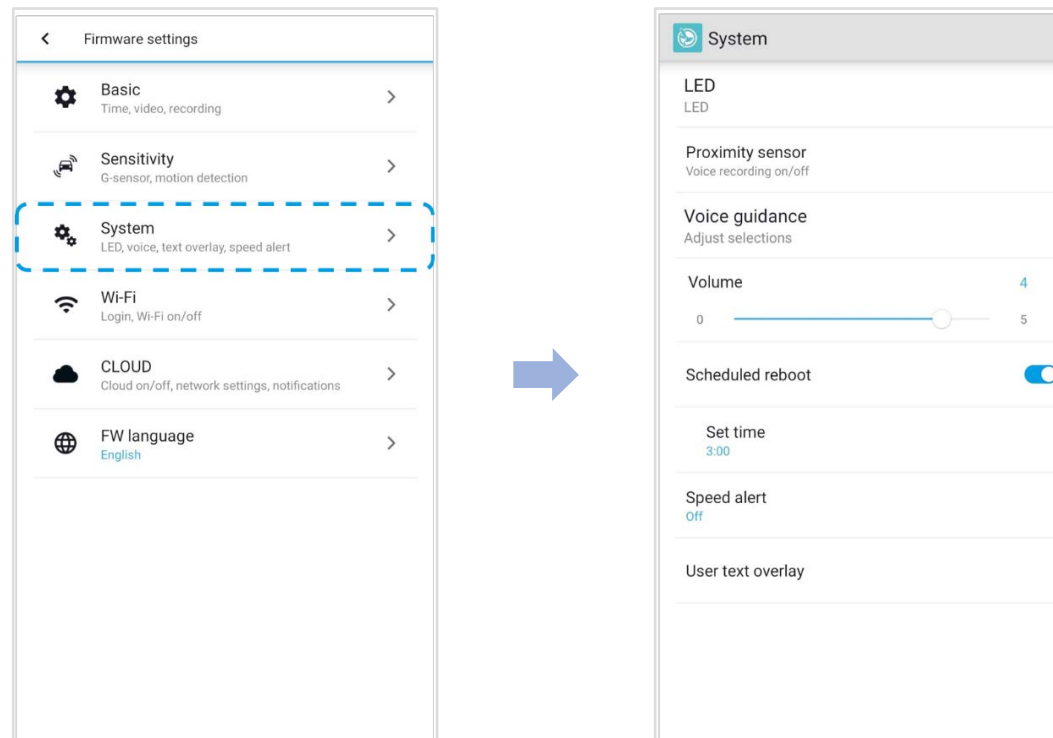 Firmware settings
Basic
Time, video, recording
Sensitivity
G-sensor, motion detection
System
LED, voice, text overlay, speed alert
Wi-Fi
Login, Wi-Fi on/off
CLOUD
Cloud on/off, network settings, notifications
FW language
English
System
LED
LED
Proximity sensor
Voice recording on/off
Voice guidance
Adjust selections
Volume 4
0 5
Scheduled reboot
Set time
3:00
Speed alert
Off
User text overlay